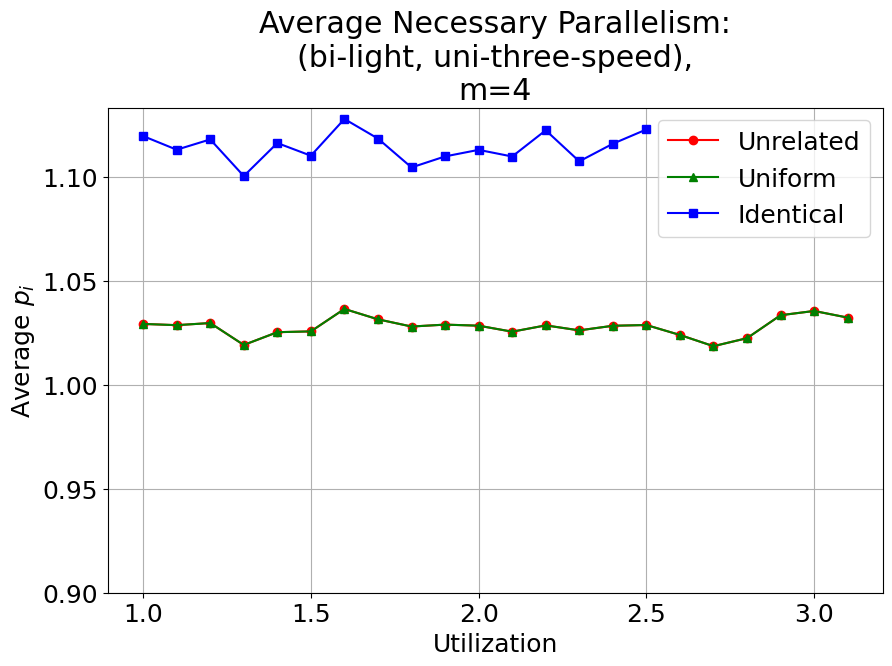 Average Necessary Parallelism:
(bi-light, uni-three-speed),
m=4
Unrelated
Uniform
Identical
Average $p_i$
1.10
1.05
1.00
0.95
0.90
1.0 1.5 2.0 2.5 3.0
Utilization